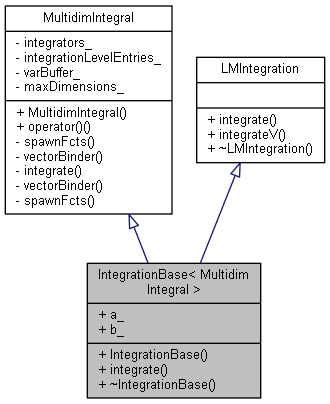 MultidimIntegral
- integrators_
- integrationLevelEntries_
- varBuffer_
- maxDimensions_
+ MultidimIntegral()
+ operator()()
- spawnFcts()
- vectorBinder()
- integrate()
- vectorBinder()
- spawnFcts()
LMIntegration
+ integrate()
+ integrateV()
+ ~LMIntegration()
IntegrationBase< Multidim
Integral >
+ a_
+ b_
+ IntegrationBase()
+ integrate()
+ ~IntegrationBase()